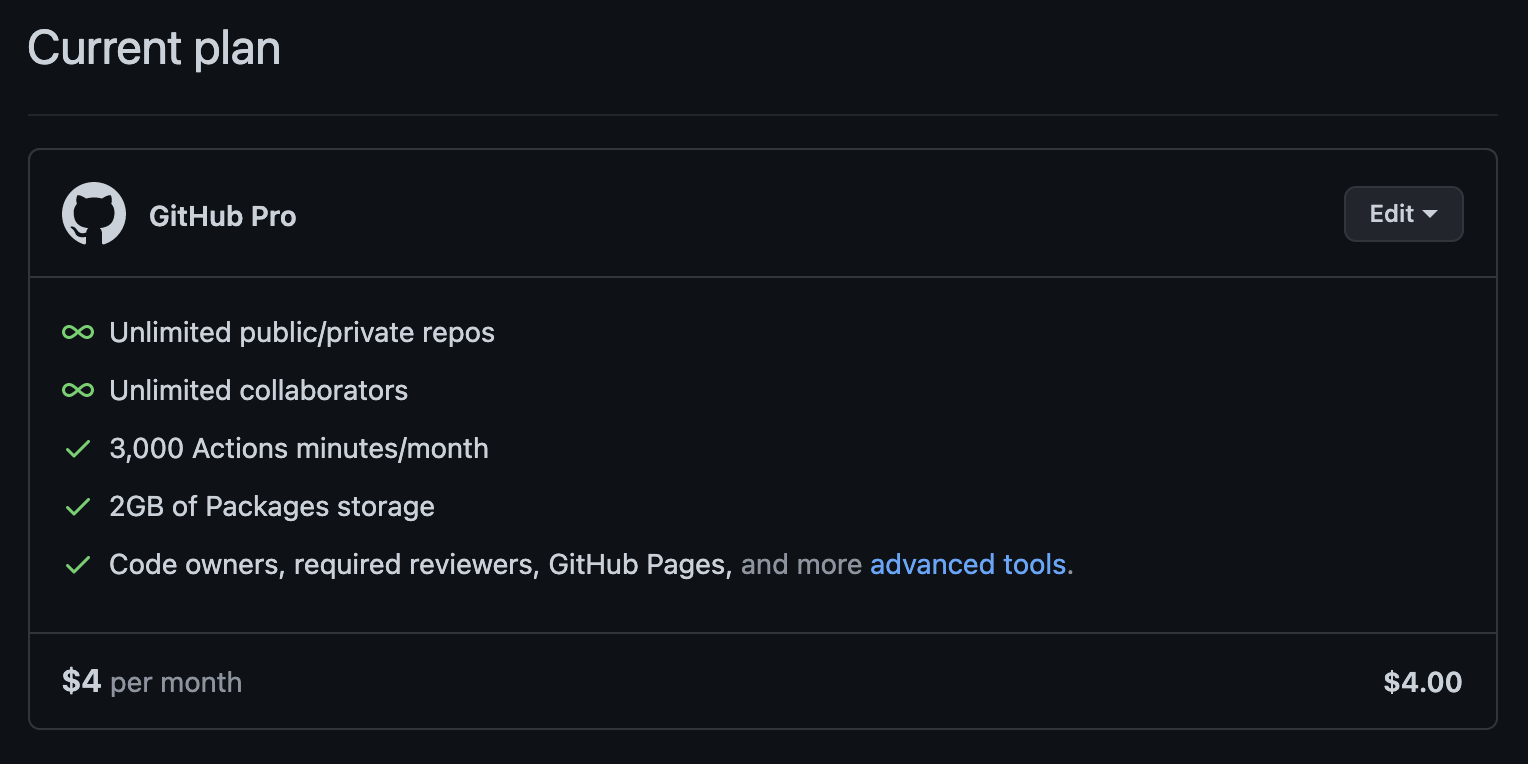 Current plan
GitHub Pro
Edit
Unlimited public/private repos
Unlimited collaborators
3,000 Actions minutes/month
2GB of Packages storage
Code owners, required reviewers, GitHub Pages, and more advanced tools.
$4 per month
$4.00